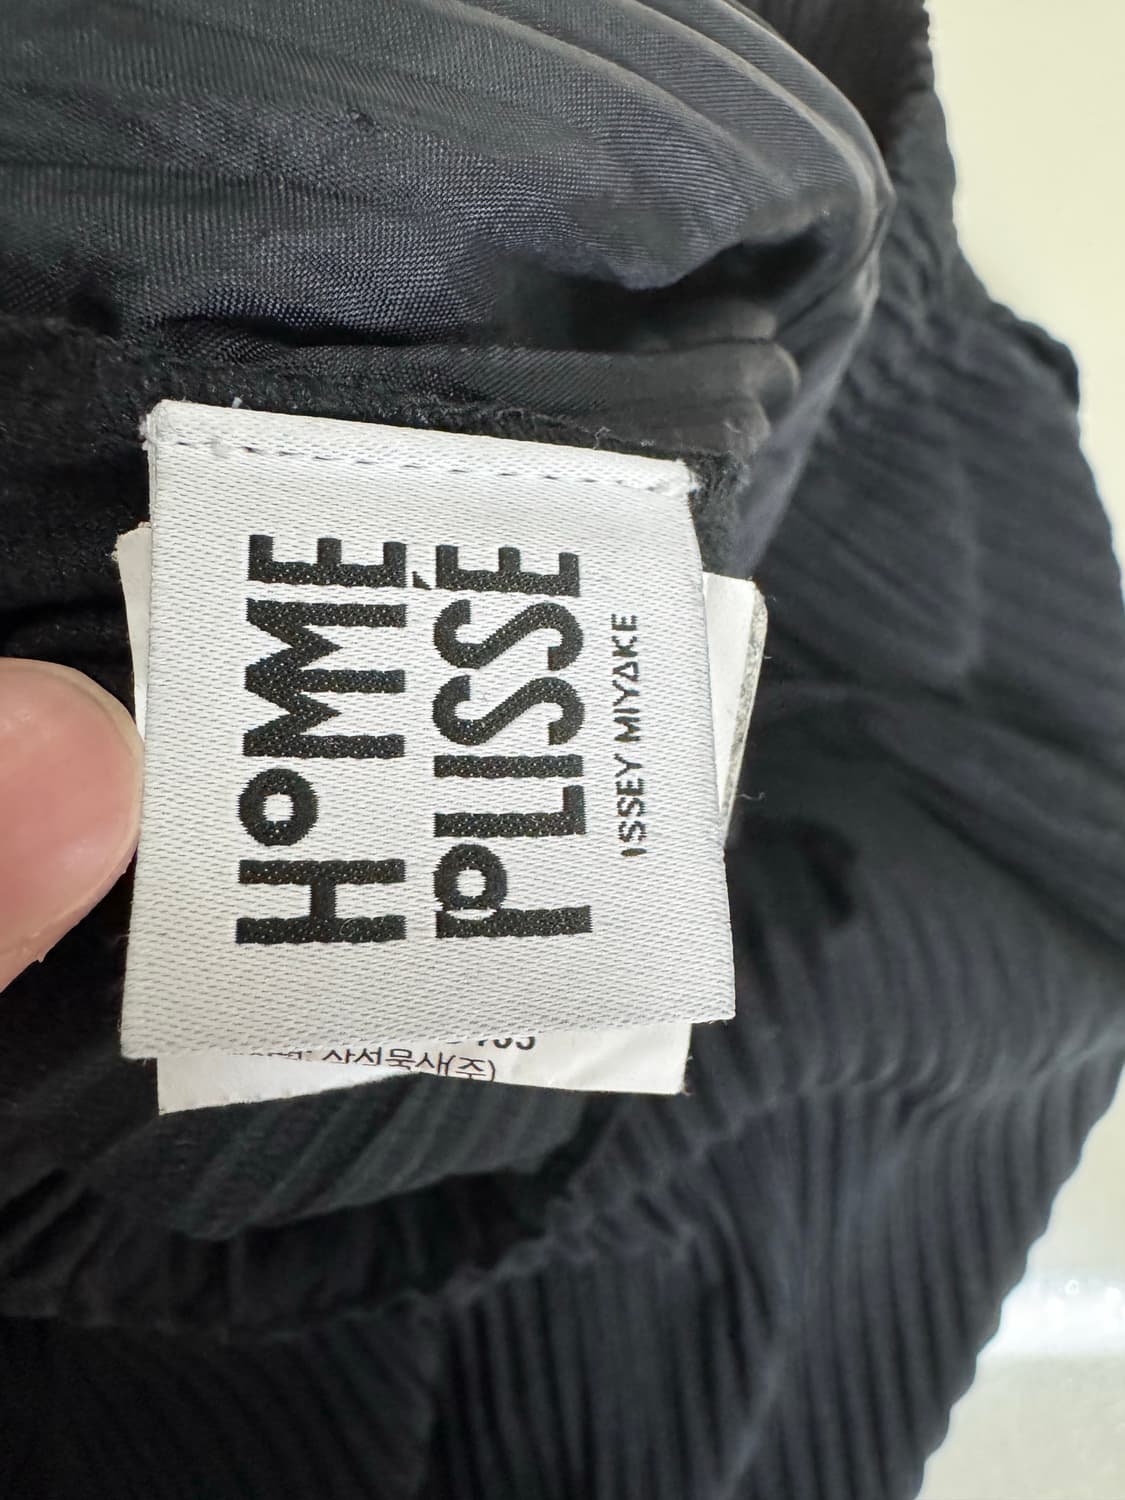 HOMME
PLISSÉ
ISSEY MIYAKE
삼성물산(주)